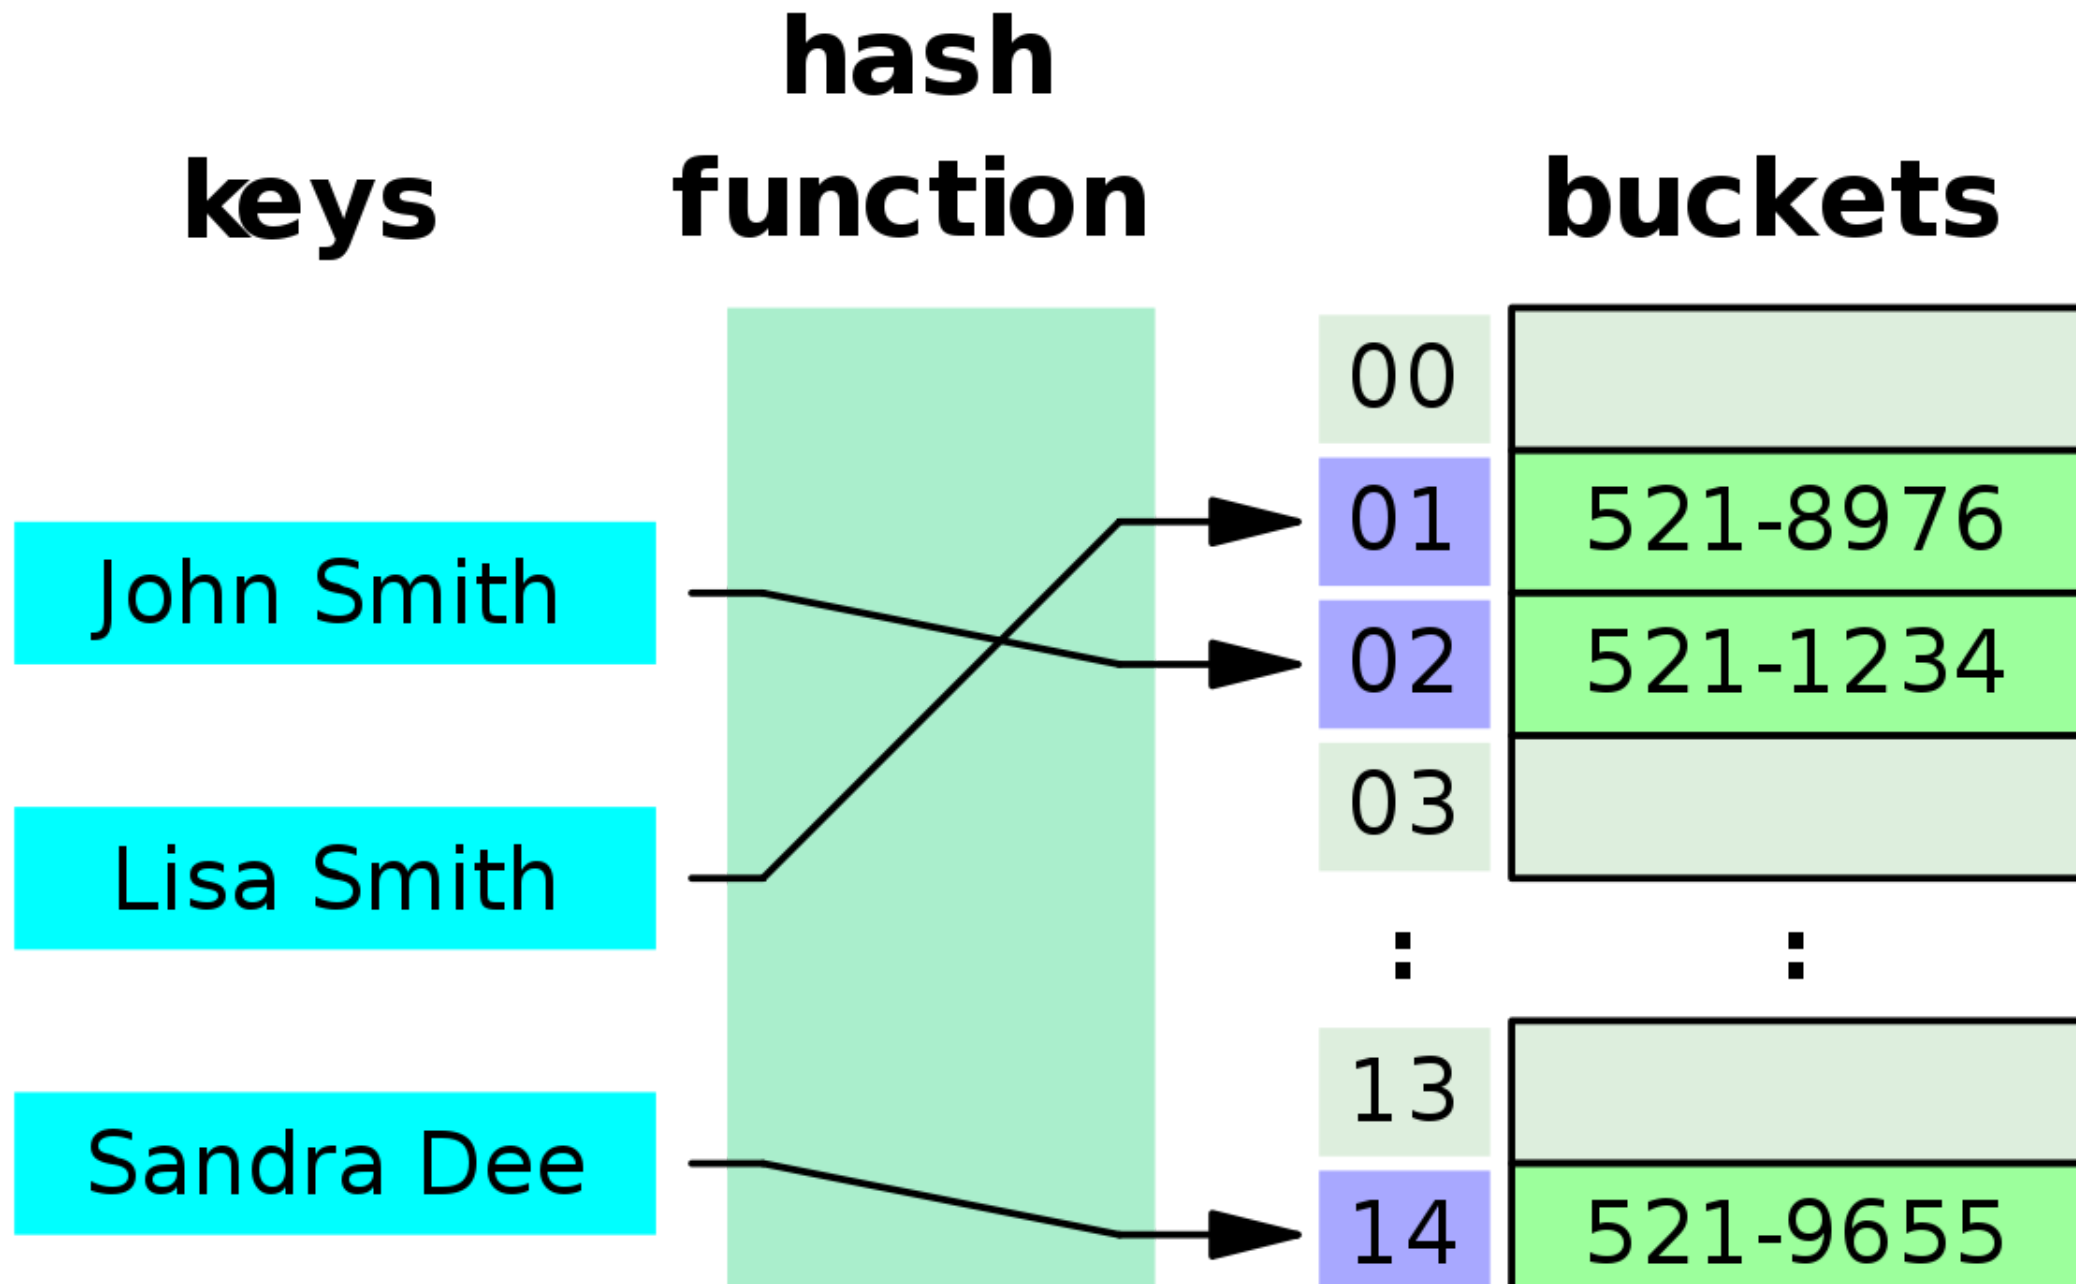 hash
keys function buckets
00
01 521-8976
John Smith
02 521-1234
03
Lisa Smith
: :
13
Sandra Dee
14 521-9655